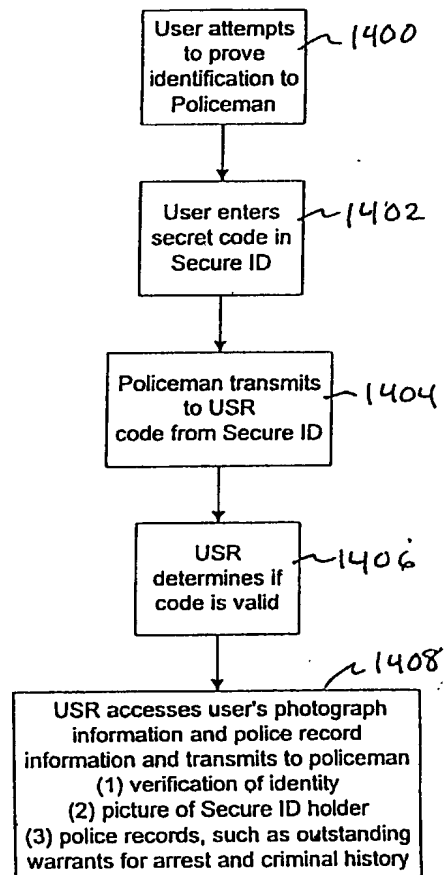 User attempts
to prove
identification to
Policeman
1400
User enters
secret code in
Secure ID
1402
Policeman transmits
to USR
code from Secure ID
1404
USR
determines if
code is valid
1406
1408
USR accesses user's photograph
information and police record
information and transmits to policeman
(1) verification of identity
(2) picture of Secure ID holder
(3) police records, such as outstanding
warrants for arrest and criminal history